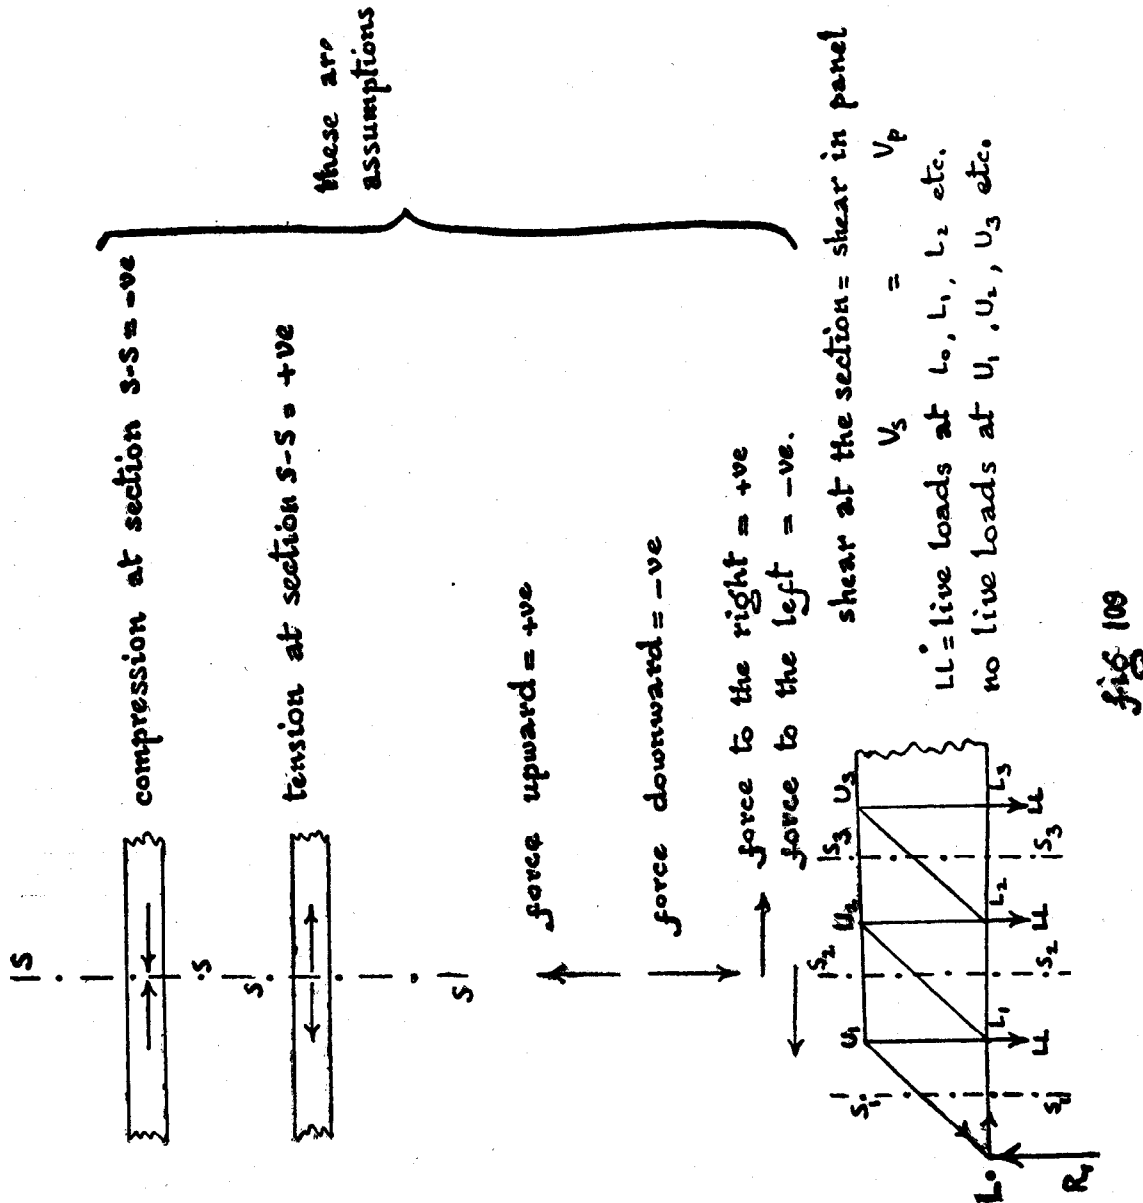 S
compression at section S-S = -ve
S
S
tension at section S-S = +ve
S
these are
assumptions
force upward = +ve
force downward = -ve
force to the right = +ve
force to the left = -ve.
shear at the section = shear in panel
Vs = Vp
LL = live loads at L₀, L₁, L₂ etc.
no live loads at U₁, U₂, U₃ etc.
S₁ U₁ S₂ U₂ S₃ U₃
L₀ L₁ L₂ L₃
S₁ LL S₂ LL S₃ LL
R₁
fig 109